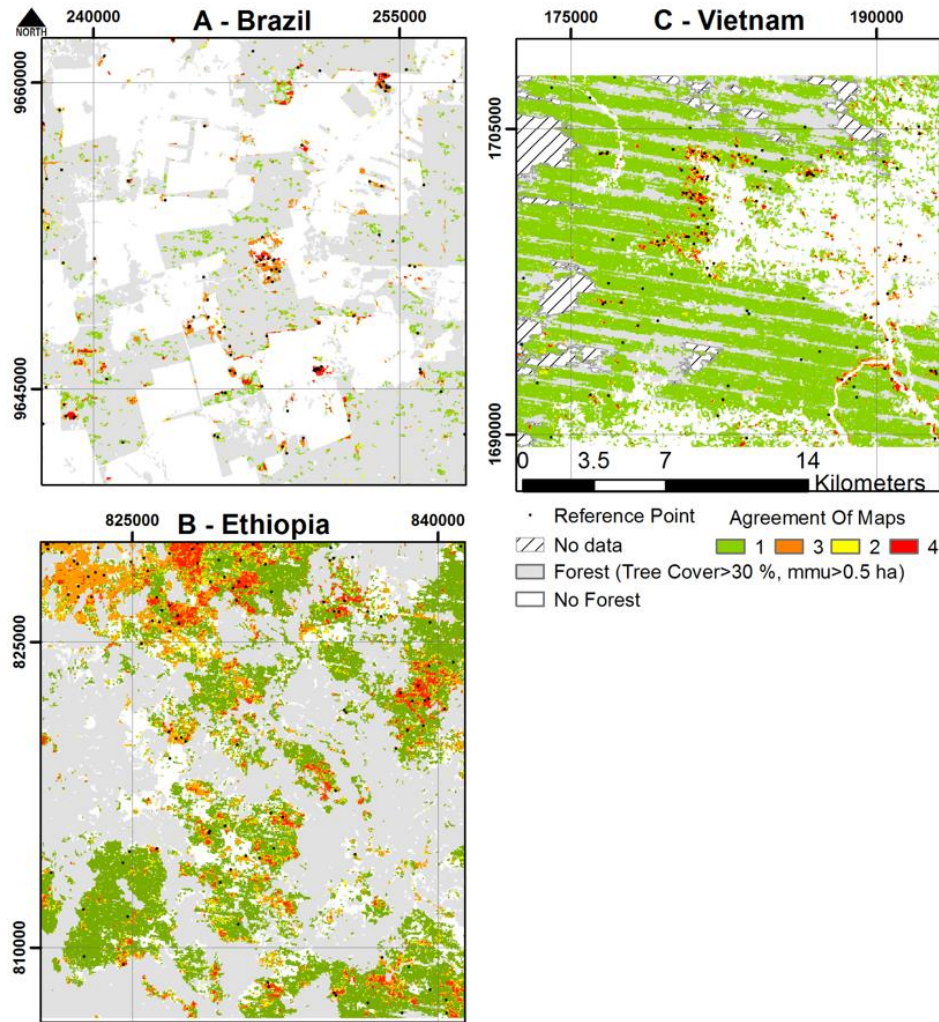 NORTH
A - Brazil
240000
255000
9660000
9645000
C - Vietnam
175000
190000
1705000
1690000
0 3.5 7 14
Kilometers
B - Ethiopia
825000
840000
825000
810000
Reference Point
Agreement Of Maps
No data
1 3 2 4
Forest (Tree Cover>30 %, mmu>0.5 ha)
No Forest